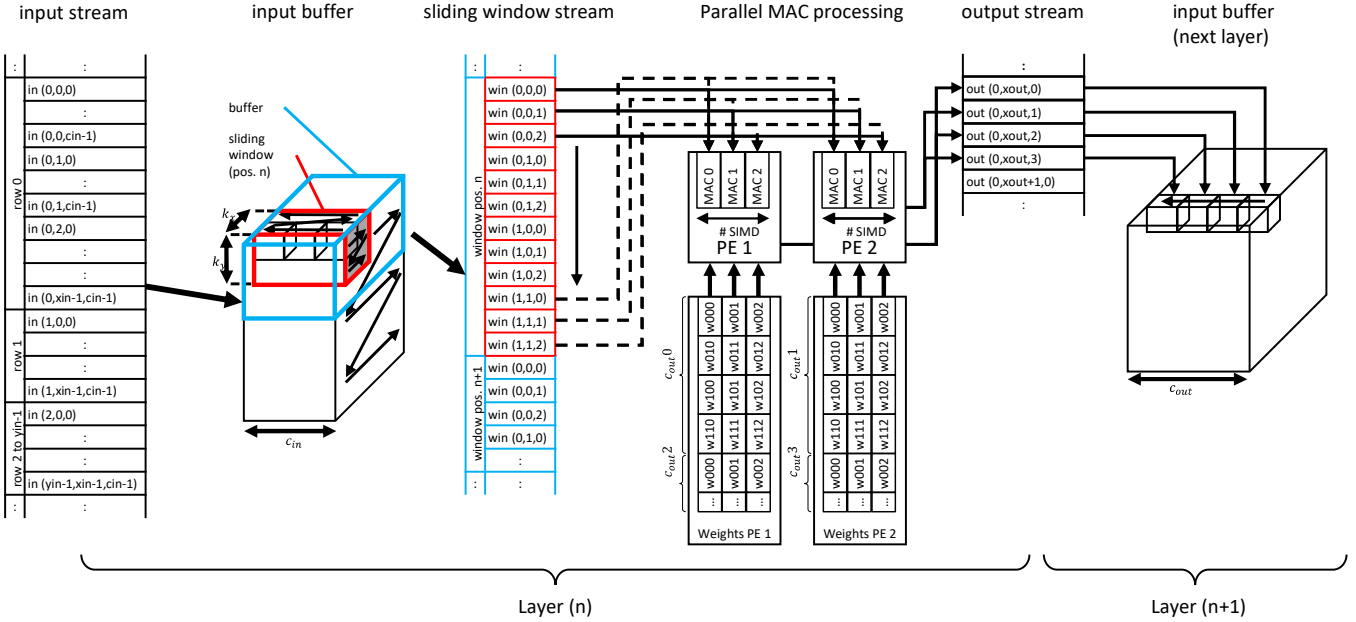 input stream
input buffer
sliding window stream
Parallel MAC processing
output stream
input buffer
(next layer)
:
:
row 0
in (0,0,0)
:
in (0,0,cin-1)
in (0,1,0)
:
in (0,1,cin-1)
in (0,2,0)
:
:
in (0,xin-1,cin-1)
row 1
in (1,0,0)
:
:
in (1,xin-1,cin-1)
row 2 to yin-1
in (2,0,0)
:
:
in (yin-1,xin-1,cin-1)
:
:
buffer
sliding
window
(pos. n)
kx
ky
cin
:
:
window pos. n
win (0,0,0)
win (0,0,1)
win (0,0,2)
win (0,1,0)
win (0,1,1)
win (0,1,2)
win (1,0,0)
win (1,0,1)
win (1,0,2)
win (1,1,0)
win (1,1,1)
win (1,1,2)
window pos. n+1
win (0,0,0)
win (0,0,1)
win (0,0,2)
win (0,1,0)
:
:
:
MAC 0
MAC 1
MAC 2
# SIMD
PE 1
MAC 0
MAC 1
MAC 2
# SIMD
PE 2
cout0
w000 w001 w002
w010 w011 w012
w100 w101 w102
w110 w111 w112
cout2
w000 w001 w002
... ... ...
Weights PE 1
cout1
w000 w001 w002
w010 w011 w012
w100 w101 w102
w110 w111 w112
cout3
w000 w001 w002
... ... ...
Weights PE 2
:
out (0,xout,0)
out (0,xout,1)
out (0,xout,2)
out (0,xout,3)
out (0,xout+1,0)
:
cout
Layer (n)
Layer (n+1)